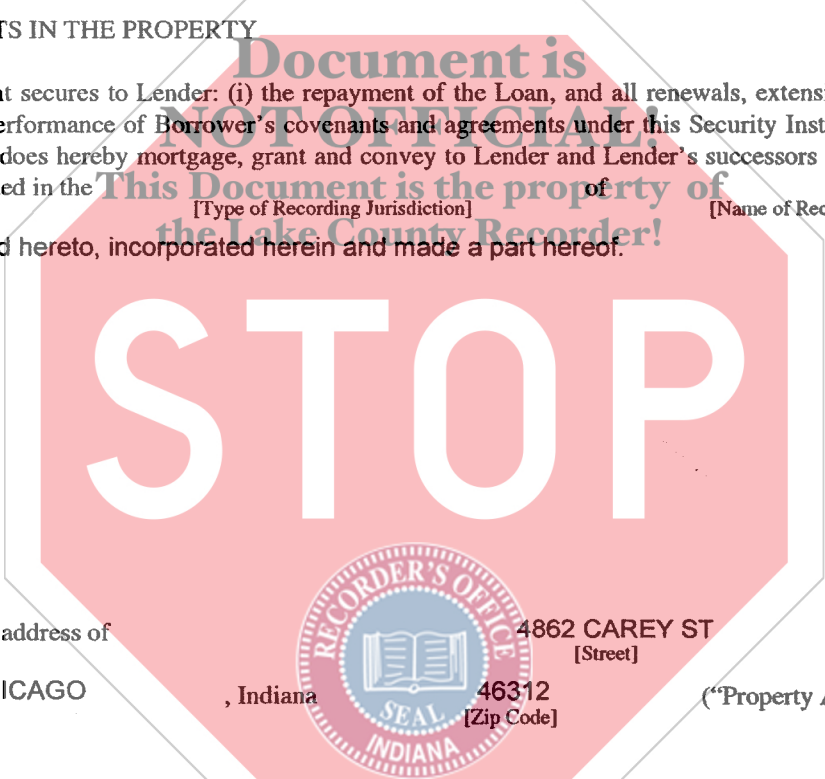 TS IN THE PROPERTY
Document is
at secures to Lender: (i) the repayment of the Loan, and all renewals, extensi
NOT OFFICIAL!
erformance of Borrower's covenants and agreements under this Security Inst
does hereby mortgage, grant and convey to Lender and Lender's successors
ed in the of
This Document is the property of
[Type of Recording Jurisdiction] [Name of Rec
the Lake County Recorder!
d hereto, incorporated herein and made a part hereof.
STOP
RECORDER'S OFFICE
address of 4862 CAREY ST
[Street]
ICAGO , Indiana 46312 ("Property A
[Zip Code]
SEAL
INDIANA